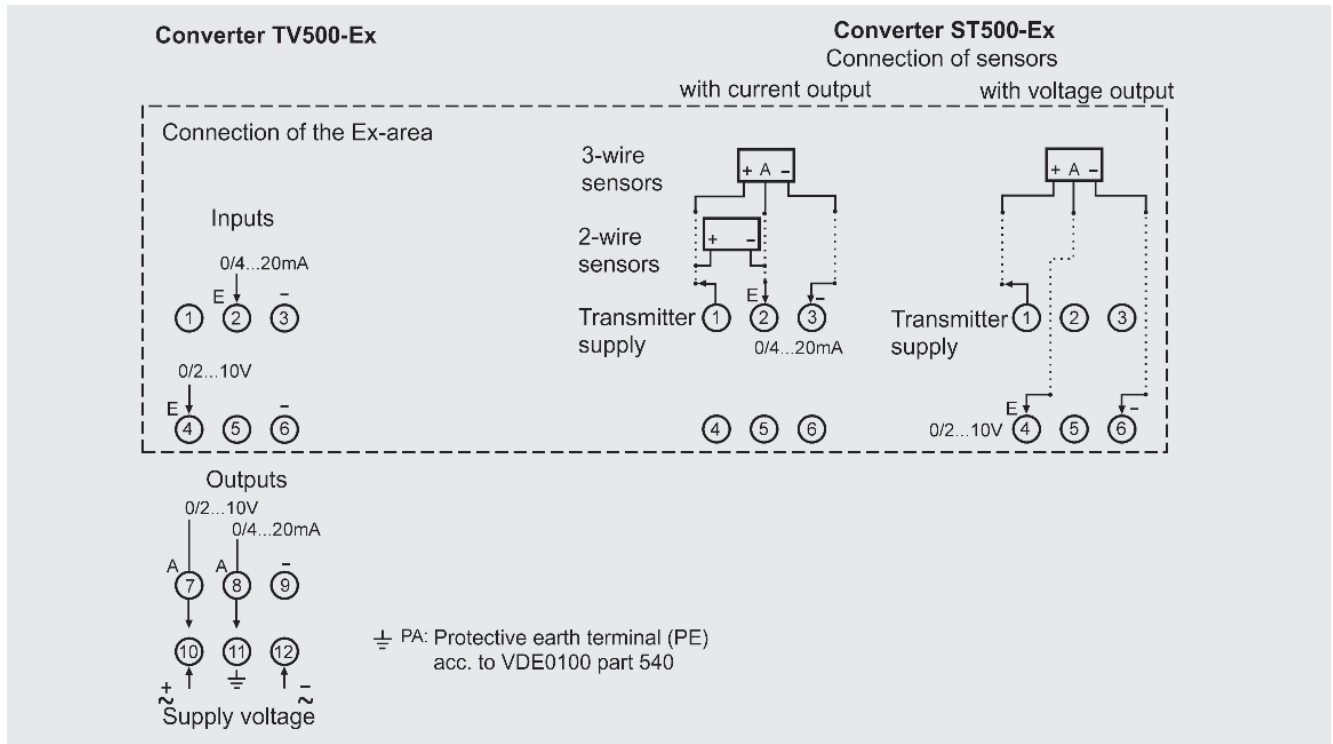 Converter TV500-Ex
Converter ST500-Ex
Connection of sensors
with current output
with voltage output
Connection of the Ex-area
Inputs
0/4...20mA
E
–
1 2 3
0/2...10V
E
–
4 5 6
3-wire
sensors
+ A –
2-wire
sensors
+ –
Transmitter
supply
E
–
1 2 3
0/4...20mA
4 5 6
+ A –
Transmitter
supply
1 2 3
E
–
0/2...10V
4 5 6
Outputs
0/2...10V
0/4...20mA
A A –
7 8 9
10 11 12
+ –
~ ~
Supply voltage
PA: Protective earth terminal (PE)
acc. to VDE0100 part 540